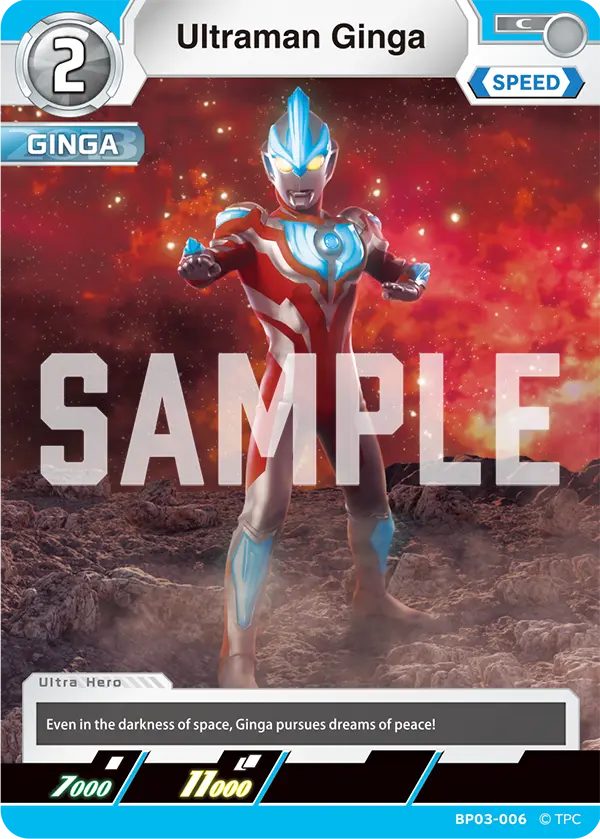 2
Ultraman Ginga
C
SPEED
GINGA
SAMPLE
Ultra Hero
Even in the darkness of space, Ginga pursues dreams of peace!
7000
11000
BP03-006 © TPC